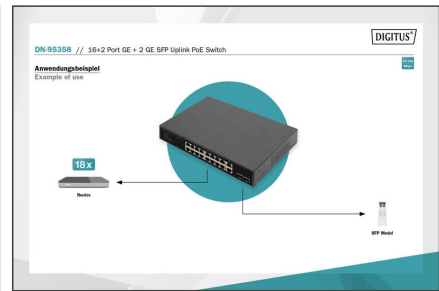 DIGITUS®
DN-95358 // 16+2 Port GE + 2 GE SFP Uplink PoE Switch
Anwendungsbeispiel
Example of use
18x
Router
SFP Modul